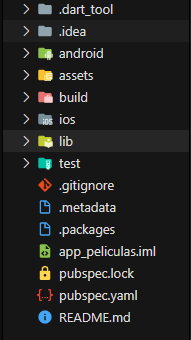 .dart_tool
.idea
android
assets
build
ios
lib
test
.gitignore
.metadata
.packages
app_peliculas.iml
pubspec.lock
pubspec.yaml
README.md